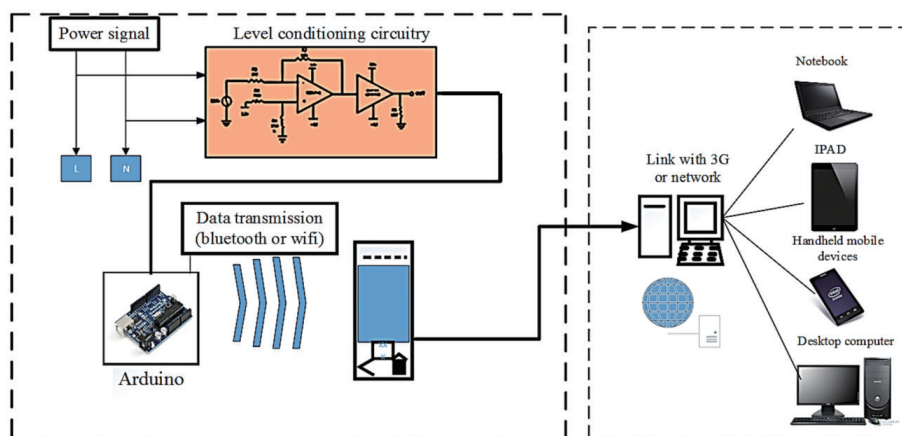 Power signal
Level conditioning circuitry
L
N
Data transmission
(bluetooth or wifi)
Arduino
Link with 3G
or network
Notebook
IPAD
Handheld mobile
devices
Desktop computer